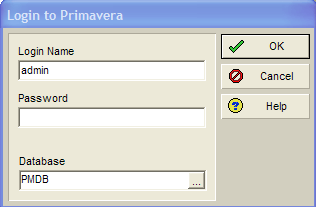 Login to Primavera
Login Name
admin
Password
Database
PMDB
...
OK
Cancel
Help